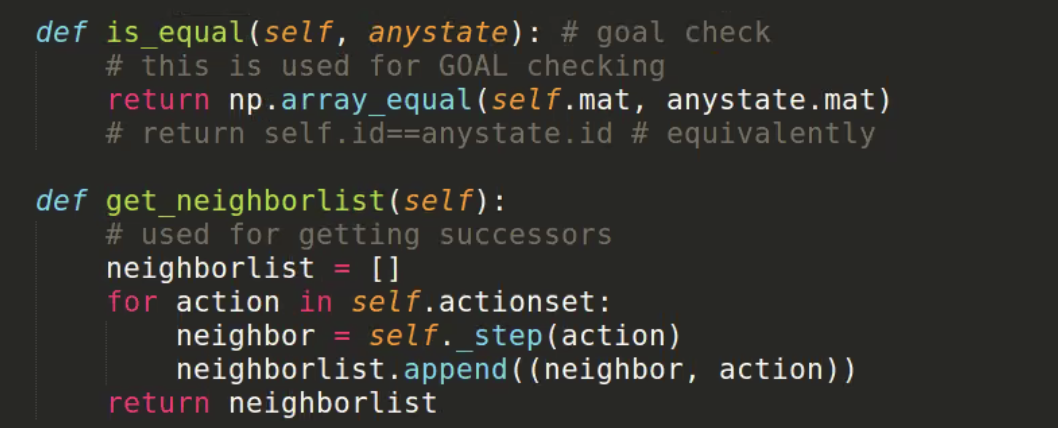 def is_equal(self, anystate): # goal check
    # this is used for GOAL checking
    return np.array_equal(self.mat, anystate.mat)
    # return self.id==anystate.id # equivalently

def get_neighborlist(self):
    # used for getting successors
    neighborlist = []
    for action in self.actionset:
        neighbor = self._step(action)
        neighborlist.append((neighbor, action))
    return neighborlist